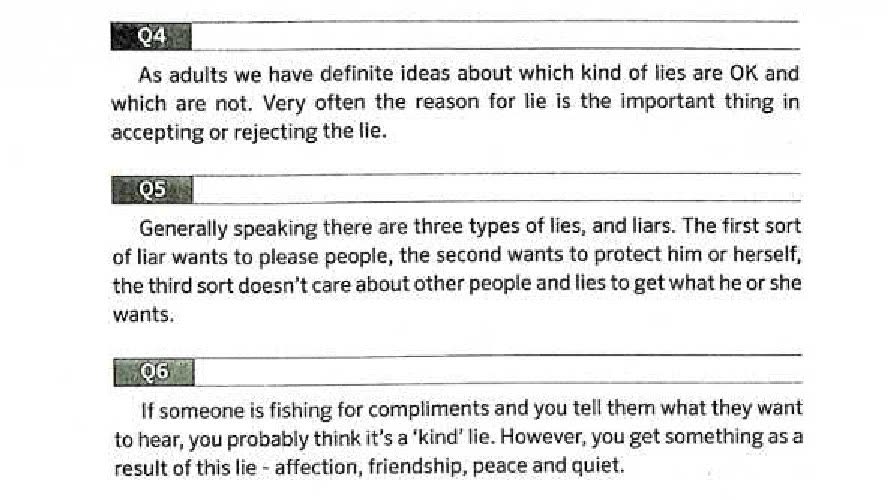 Q4
As adults we have definite ideas about which kind of lies are OK and
which are not. Very often the reason for lie is the important thing in
accepting or rejecting the lie.
Q5
Generally speaking there are three types of lies, and liars. The first sort
of liar wants to please people, the second wants to protect him or herself,
the third sort doesn't care about other people and lies to get what he or she
wants.
Q6
If someone is fishing for compliments and you tell them what they want
to hear, you probably think it's a 'kind' lie. However, you get something as a
result of this lie - affection, friendship, peace and quiet.